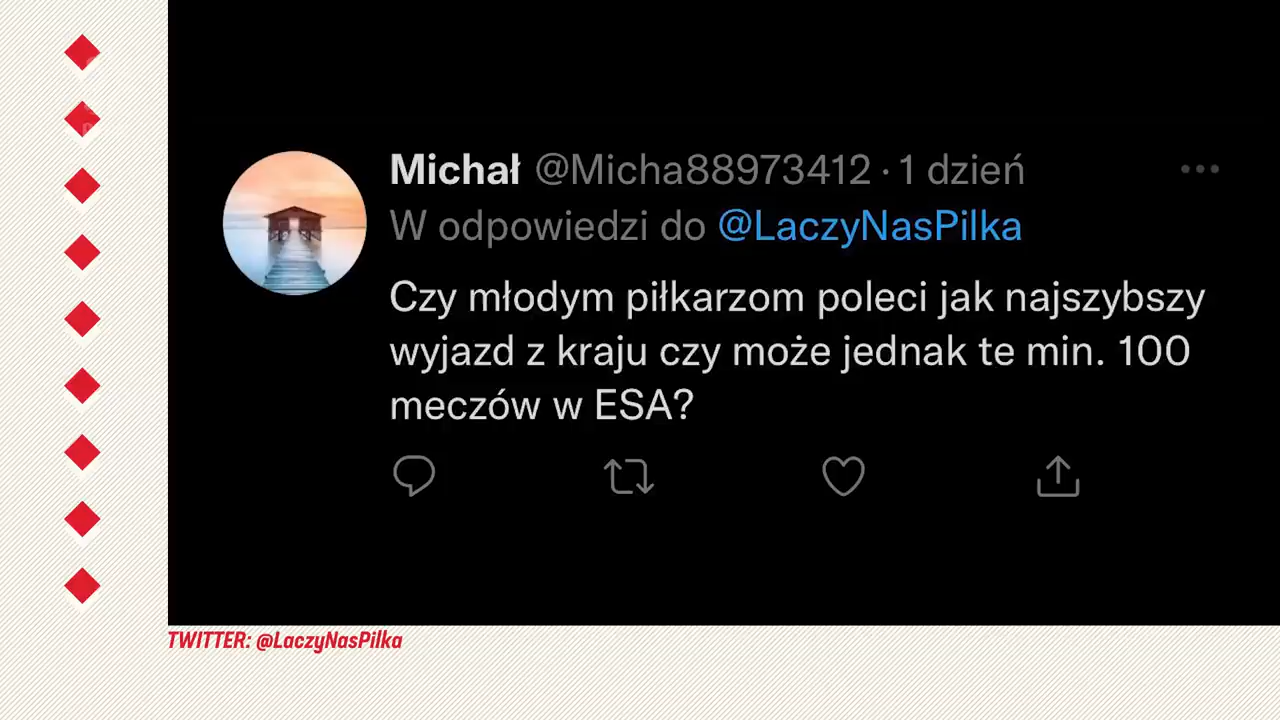 Michał @Micha88973412 · 1 dzień
W odpowiedzi do @LaczyNasPilka
Czy młodym piłkarzom poleci jak najszybszy
wyjazd z kraju czy może jednak te min. 100
meczów w ESA?
TWITTER: @LaczyNasPilka